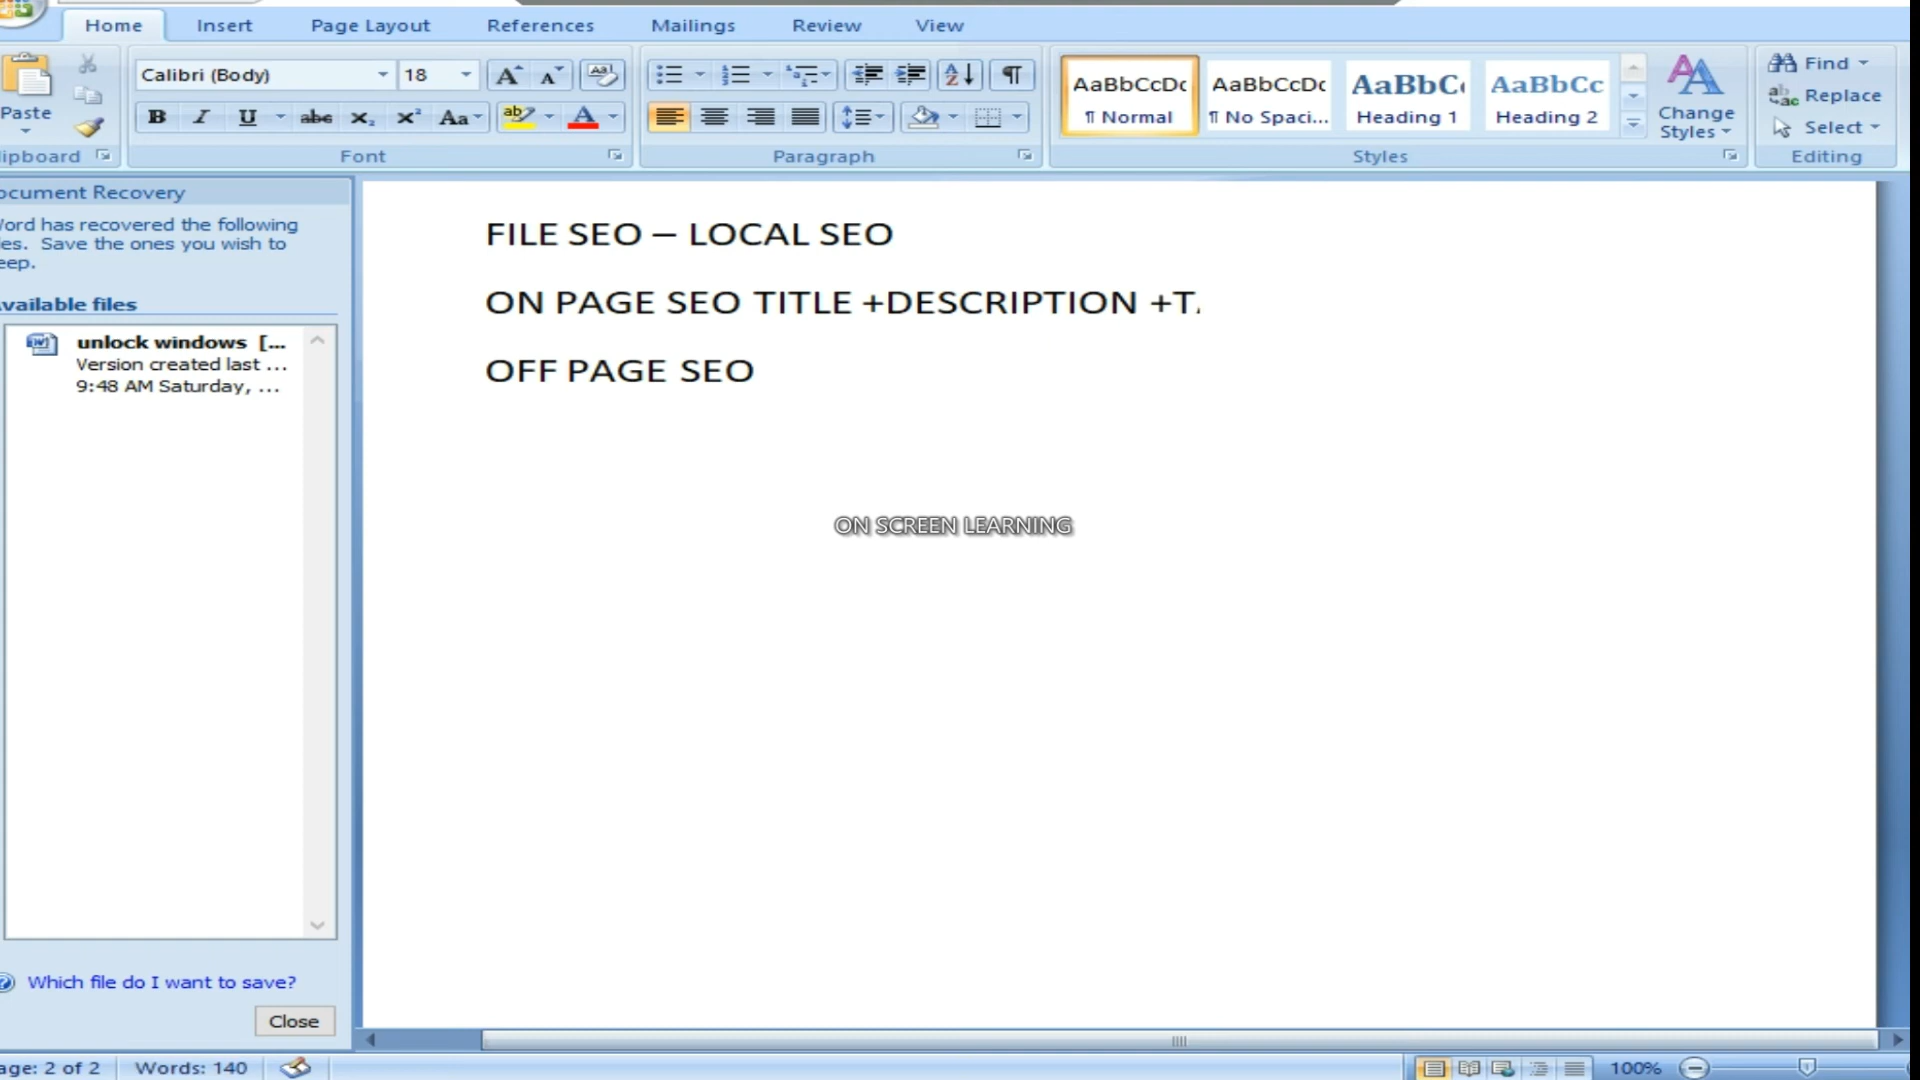 Home Insert Page Layout References Mailings Review View
Paste
Calibri (Body) 18
AaBbCcDc AaBbCcDc AaBbC AaBbCc
¶ Normal ¶ No Spaci... Heading 1 Heading 2
Change
Styles
Find
Replace
Select
lipboard Font Paragraph Styles Editing
ocument Recovery
Word has recovered the following
les. Save the ones you wish to
eep.
vailable files
unlock windows [...
Version created last ...
9:48 AM Saturday, ...
Which file do I want to save?
Close
FILE SEO – LOCAL SEO
ON PAGE SEO TITLE +DESCRIPTION +T
OFF PAGE SEO
ON SCREEN LEARNING
age: 2 of 2 Words: 140 100%